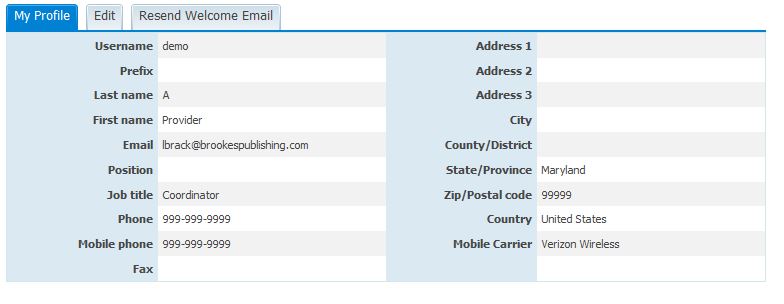 My Profile Edit Resend Welcome Email
Username demo Address 1
Prefix Address 2
Last name A Address 3
First name Provider City
Email lbrack@brookespublishing.com County/District
Position State/Province Maryland
Job title Coordinator Zip/Postal code 99999
Phone 999-999-9999 Country United States
Mobile phone 999-999-9999 Mobile Carrier Verizon Wireless
Fax